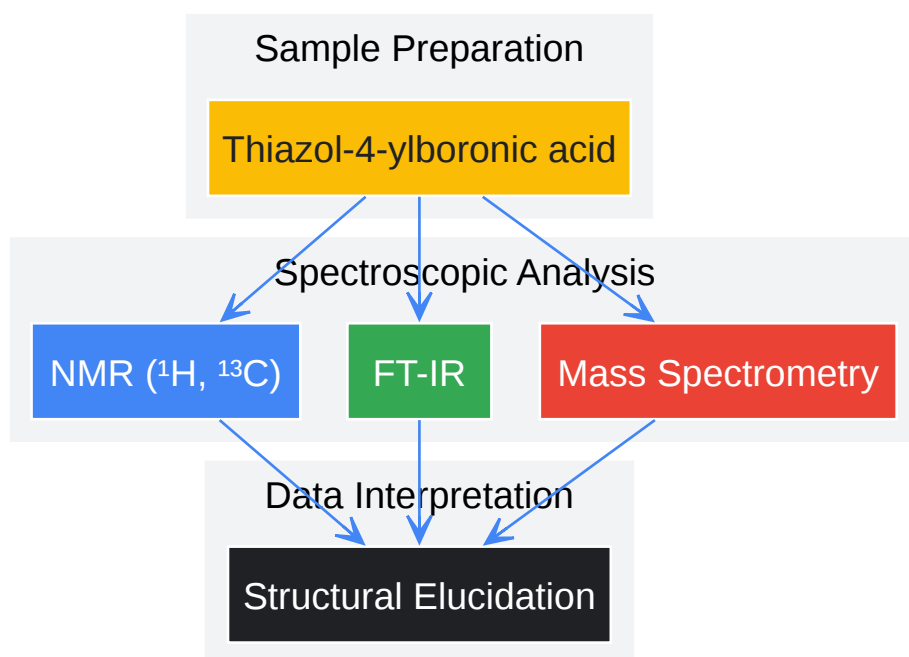 Sample Preparation
Thiazol-4-ylboronic acid
Spectroscopic Analysis
NMR (¹H, ¹³C)
FT-IR
Mass Spectrometry
Data Interpretation
Structural Elucidation